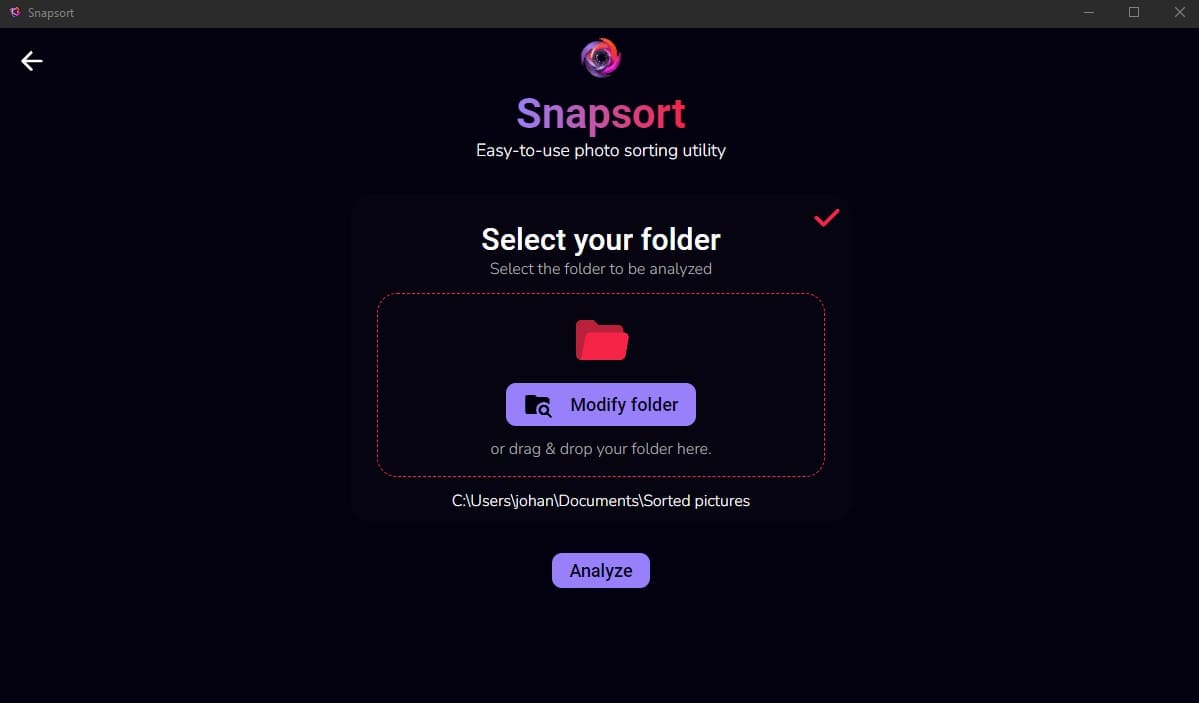 Snapsort
Snapsort
Easy-to-use photo sorting utility
Select your folder
Select the folder to be analyzed
Modify folder
or drag & drop your folder here.
C:\Users\johan\Documents\Sorted pictures
Analyze